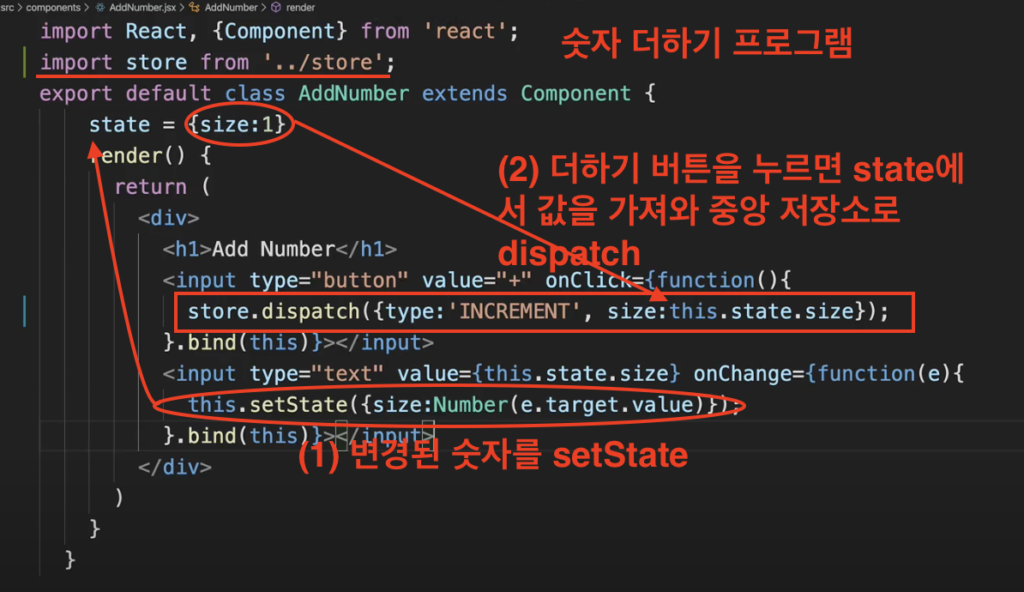 src > components > AddNumber.jsx > AddNumber > render
import React, {Component} from 'react';
숫자 더하기 프로그램
import store from '../store';
export default class AddNumber extends Component {
state = {size:1}
render() {
(2) 더하기 버튼을 누르면 state에
return (
서 값을 가져와 중앙 저장소로
<div>
dispatch
<h1>Add Number</h1>
<input type="button" value="+" onClick={function(){
store.dispatch({type:'INCREMENT', size:this.state.size});
}.bind(this)}></input>
<input type="text" value={this.state.size} onChange={function(e){
this.setState({size:Number(e.target.value)});
}.bind(this)}></input>
(1) 변경된 숫자를 setState
</div>
)
}
}